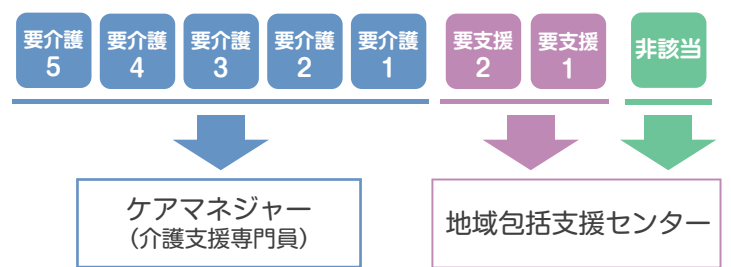 要介護
5
要介護
4
要介護
3
要介護
2
要介護
1
要支援
2
要支援
1
非該当
ケアマネジャー
（介護支援専門員）
地域包括支援センター